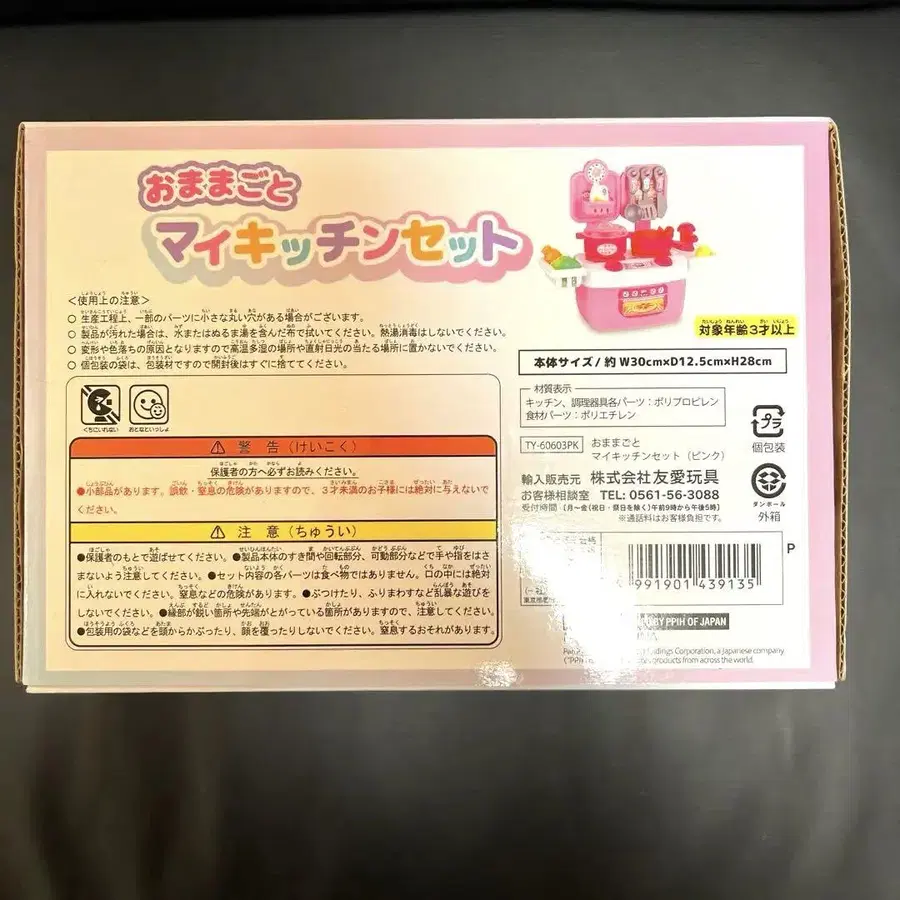 おままごと
マイキッチンセット
<使用上の注意>
○ 生産工程上、一部のパーツに小さな丸い穴がある場合がございます。
○ 製品が汚れた場合は、水またはぬるま湯を含んだ布で拭いてください。熱湯消毒はしないでください。
○ 変形や色落ちの原因となりますので高温多湿の場所や直射日光の当たる場所に置かないでください。
○ 個包装の袋は、包装材ですので開封後はすぐに捨ててください。
くちにいれない
おとなといっしょ
警 告 (けいこく)
保護者の方へ必ずお読みください。
●小部品があります。誤飲・窒息の危険がありますので、3才未満のお子様には絶対に与えないで
ください。
注 意 (ちゅうい)
●保護者のもとで遊ばせてください。●製品本体のすき間や回転部分、可動部分などで手や指をはさ
まないよう注意してください。●セット内容の各パーツは食べ物ではありません。口の中には絶対
に入れないでください。窒息などの危険があります。●ぶつけたり、ふりまわすなど乱暴な遊びを
しないでください。●縁部が鋭い箇所や先端がとがっている箇所がありますので、注意してください。
●包装用の袋などを頭からかぶったり、顔を覆ったりしないでください。窒息するおそれがあります。
対象年齢3才以上
本体サイズ / 約 W30cm×D12.5cm×H28cm
材質表示
キッチン、調理器具各パーツ：ポリプロピレン
食材パーツ：ポリエチレン
TY-60603PK おままごと
マイキッチンセット（ピンク）
プラ
個包装
輸入販売元 株式会社友愛玩具
お客様相談室 TEL: 0561-56-3088
受付時間 [月～金(祝日・祭日を除く)午前9時から午後5時]
※通話料はお客様負担です。
ダンボール
外箱
991901 439135
P
BY PPIH OF JAPAN
ldings Corporation, a Japanese company
products from across the world.